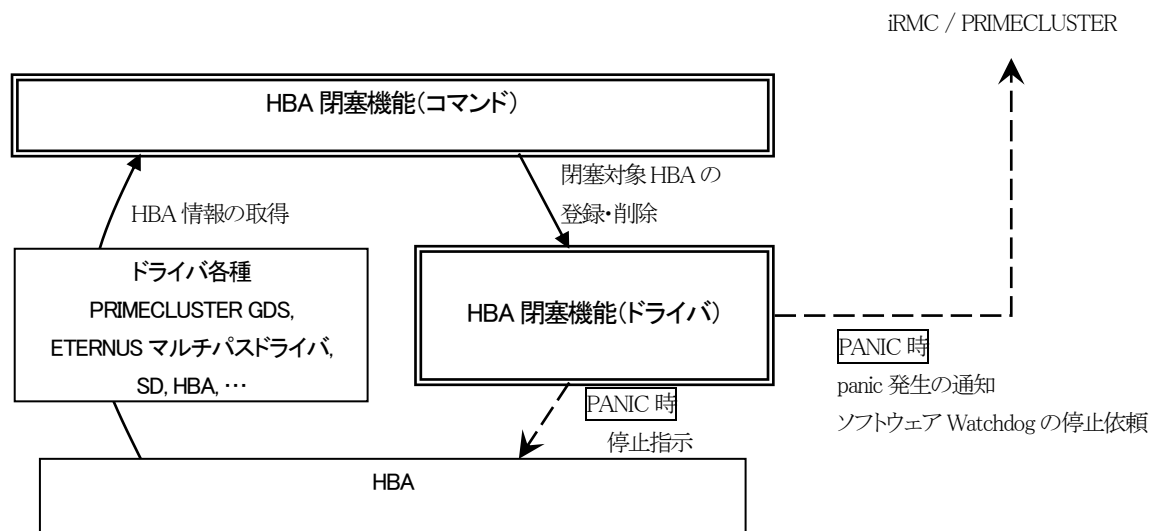 iRMC / PRIMECLUSTER
HBA 閉塞機能(コマンド)
閉塞対象 HBA の
登録・削除
HBA 情報の取得
ドライバ各種
PRIMECLUSTER GDS,
ETERNUS マルチパスドライバ,
SD, HBA, …
HBA 閉塞機能(ドライバ)
PANIC 時
panic 発生の通知
ソフトウェア Watchdog の停止依頼
PANIC 時
停止指示
HBA